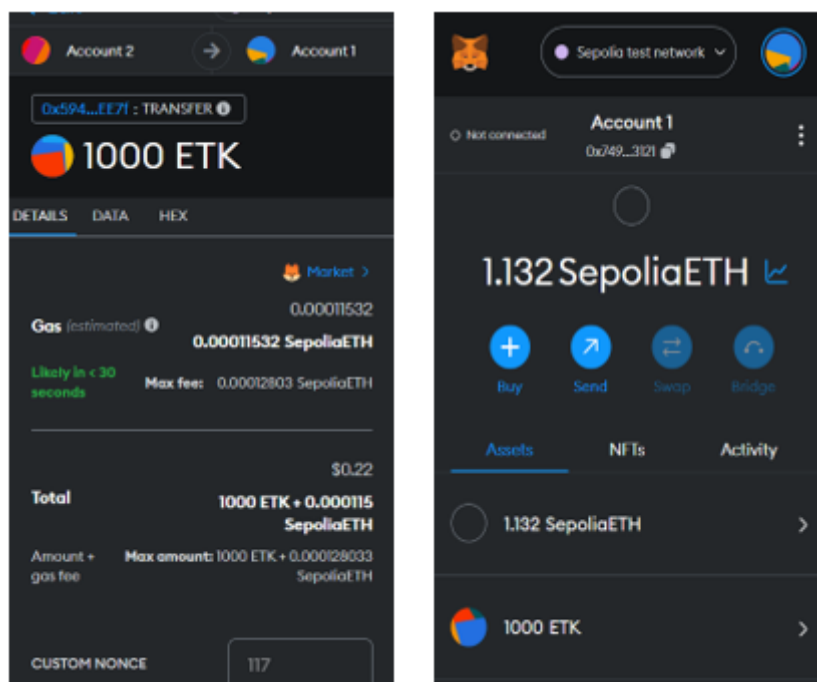 Account 2
Account 1
0x594...EE7f : TRANSFER
1000 ETK
DETAILS DATA HEX
Market >
0.00011532
Gas (estimated) 0.00011532 SepoliaETH
Likely in < 30 seconds
Max fee: 0.00012803 SepoliaETH
$0.22
Total
1000 ETK + 0.000115
SepoliaETH
Amount + gas fee
Max amount: 1000 ETK + 0.000128033
SepoliaETH
CUSTOM NONCE
117
Sepolia test network
Not connected
Account 1
0x749...3121
1.132 SepoliaETH
Buy Send Swap Bridge
Assets NFTs Activity
1.132 SepoliaETH
1000 ETK